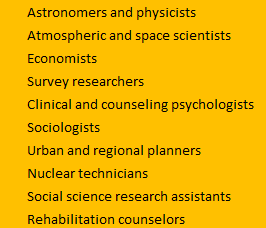 Astronomers and physicists
Atmospheric and space scientists
Economists
Survey researchers
Clinical and counseling psychologists
Sociologists
Urban and regional planners
Nuclear technicians
Social science research assistants
Rehabilitation counselors